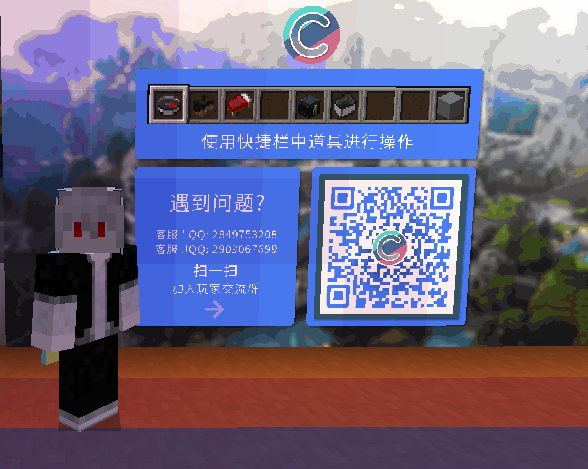 使用快捷栏中道具进行操作
遇到问题?
客服 QQ: 2849753208
客服 QQ: 2903067699
扫一扫
加入玩家交流群